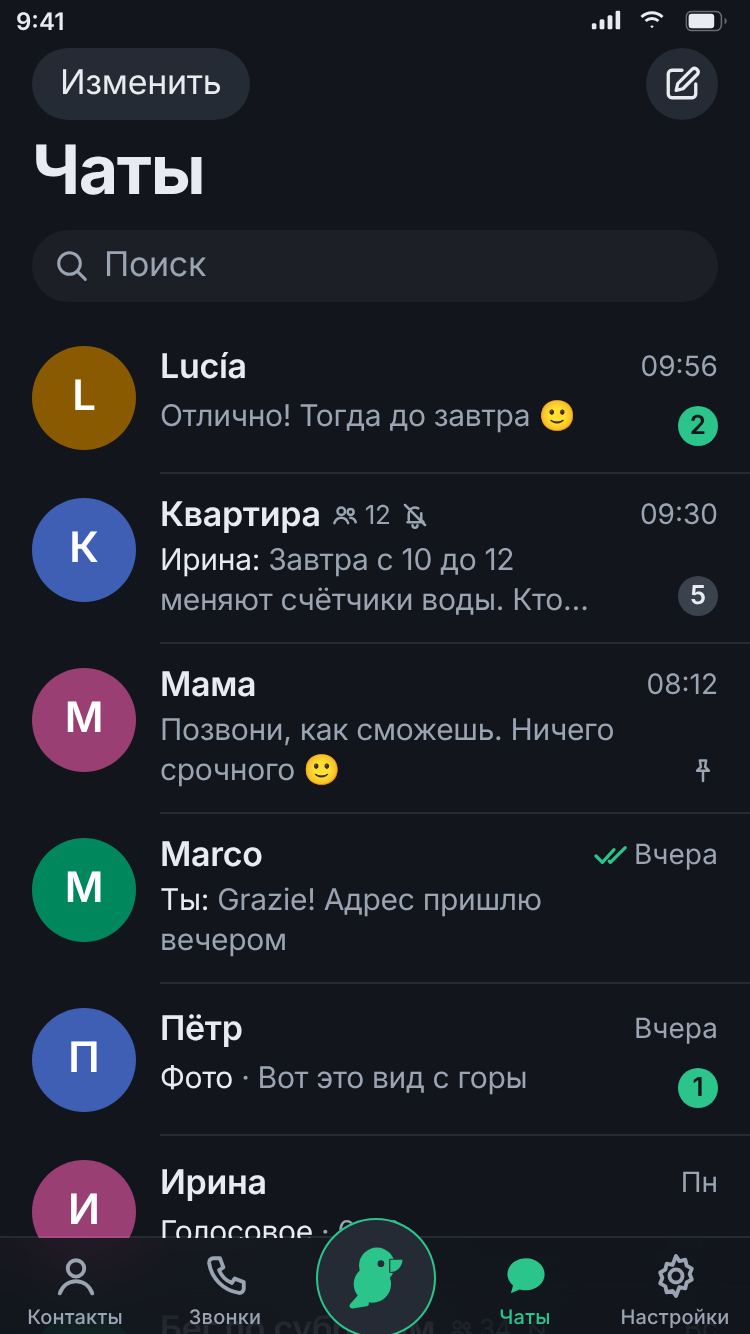 9:41
Изменить
Чаты
Поиск
L
Lucía
09:56
Отлично! Тогда до завтра 🙂
2
К
Квартира 12
09:30
Ирина: Завтра с 10 до 12
меняют счётчики воды. Кто...
5
М
Мама
08:12
Позвони, как сможешь. Ничего
срочного 🙂
M
Marco
Вчера
Ты: Grazie! Адрес пришлю
вечером
П
Пётр
Вчера
Фото · Вот это вид с горы
1
И
Ирина
Пн
Голосовое ·
Контакты
Звонки
Чаты
Настройки